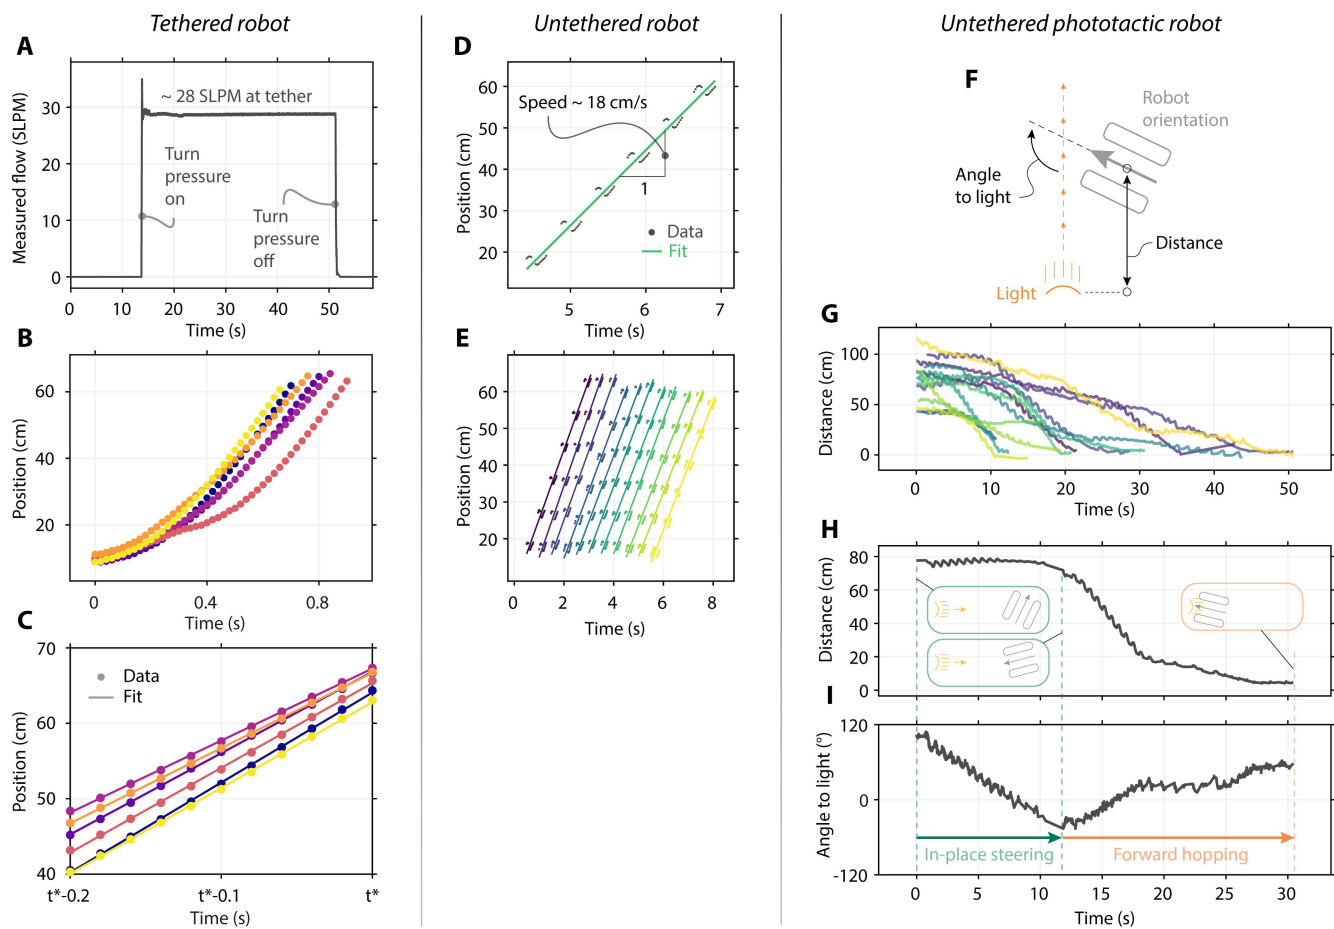 Tethered robot
Untethered robot
Untethered phototactic robot
A
Measured flow (SLPM)
30
20
10
0
~ 28 SLPM at tether
Turn
pressure
on
Turn
pressure
off
0
10
20
30
40
50
Time (s)
B
Position (cm)
60
40
20
0
0.4
0.8
Time (s)
C
Position (cm)
70
60
50
40
Data
Fit
t*-0.2
t*-0.1
t*
Time (s)
D
Position (cm)
60
50
40
30
20
Speed ~ 18 cm/s
1
Data
Fit
5
6
7
Time (s)
E
Position (cm)
60
50
40
30
20
0
2
4
6
8
Time (s)
F
Robot
orientation
Angle
to light
Distance
Light
G
Distance (cm)
100
50
0
0
10
20
30
40
50
Time (s)
H
Distance (cm)
80
60
40
20
0
I
Angle to light (°)
120
0
-120
In-place steering
Forward hopping
0
5
10
15
20
25
30
Time (s)